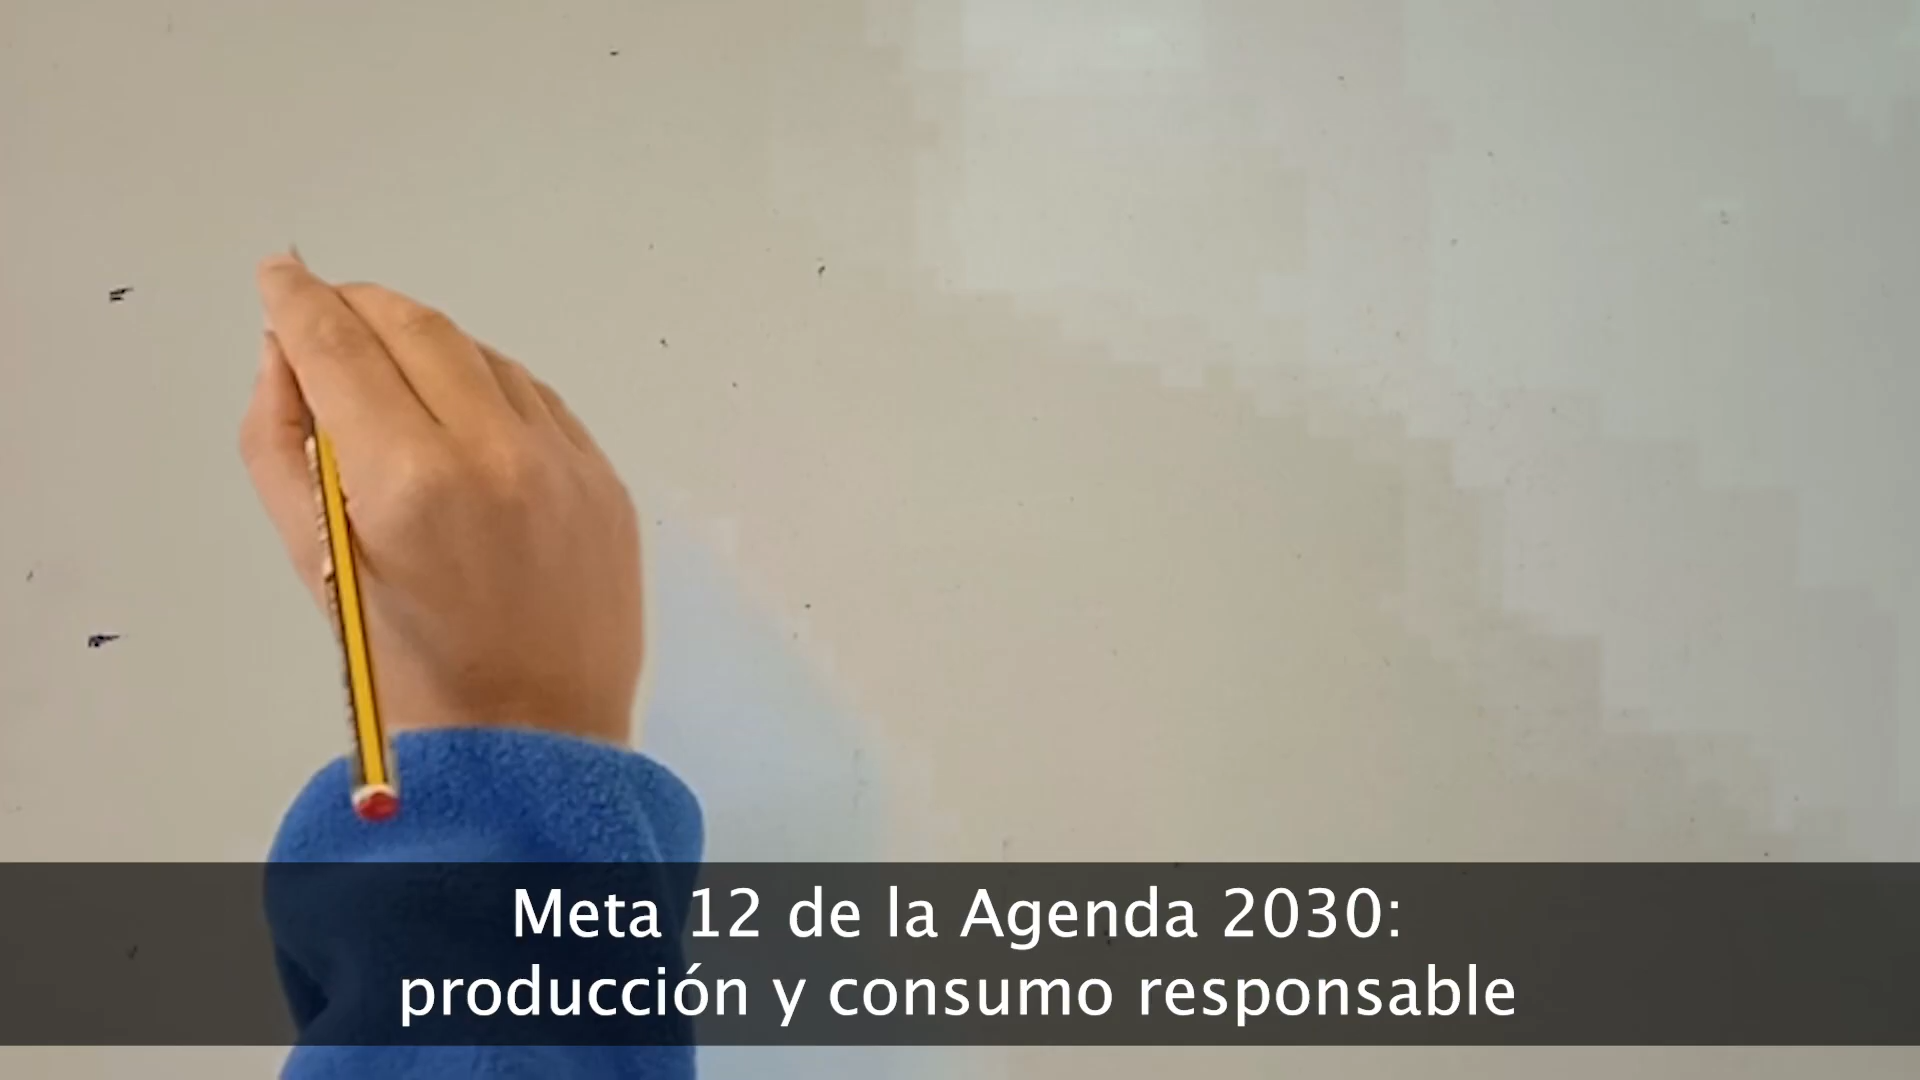 Meta 12 de la Agenda 2030:
producción y consumo responsable